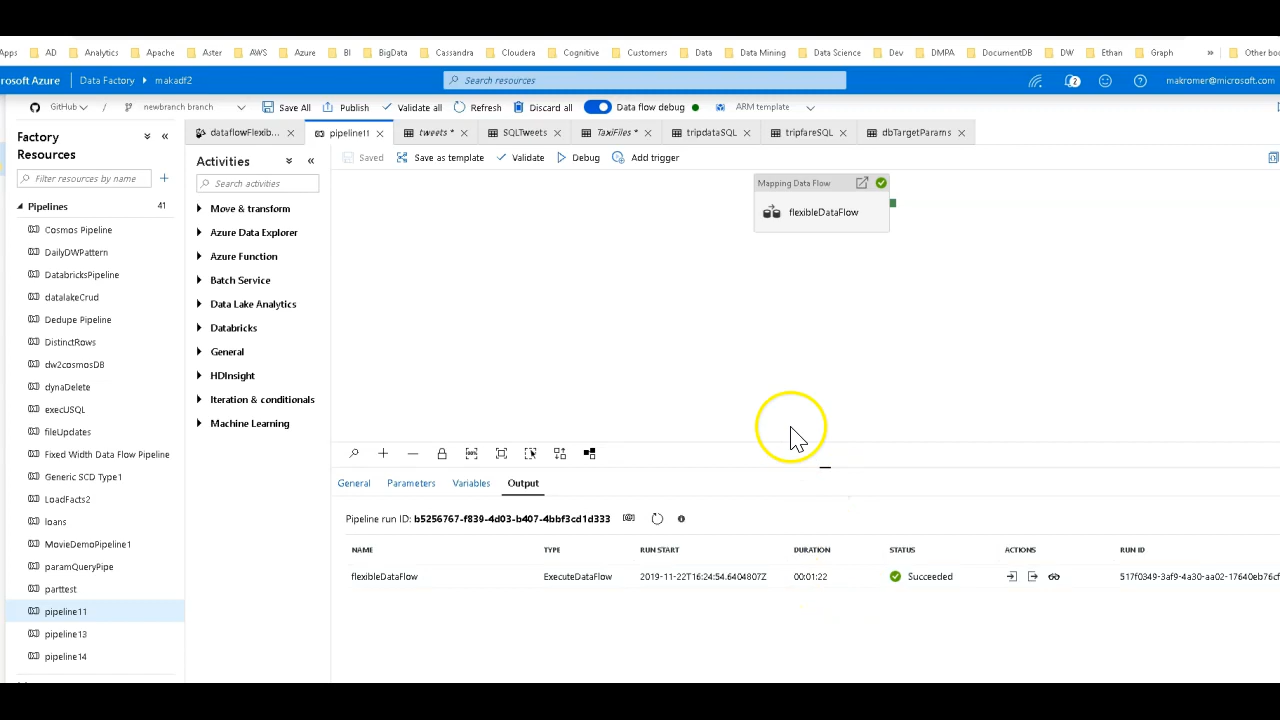 Apps AD Analytics Apache Aster AWS Azure BI BigData Cassandra Cloudera Cognitive Customers Data Data Mining Data Science Dev DMPA DocumentDB DW Ethan Graph » Other boo
rosoft Azure Data Factory makadf2 Search resources 2 makromer@microsoft.com
GitHub / newbranch branch Save All Publish Validate all Refresh Discard all Data flow debug ARM template
Factory Resources
Filter resources by name
Pipelines 41
Cosmos Pipeline
DailyDWPattern
DatabricksPipeline
datalakeCrud
Dedupe Pipeline
DistinctRows
dw2cosmosDB
dynaDelete
execUSQL
fileUpdates
Fixed Width Data Flow Pipeline
Generic SCD Type1
LoadFacts2
loans
MovieDemoPipeline1
paramQueryPipe
parttest
pipeline11
pipeline13
pipeline14
dataflowFlexib... pipeline11 tweets * SQLTweets TaxiFiles * tripdataSQL tripfareSQL dbTargetParams
Activities
Search activities
Move & transform
Azure Data Explorer
Azure Function
Batch Service
Data Lake Analytics
Databricks
General
HDInsight
Iteration & conditionals
Machine Learning
Saved Save as template Validate Debug Add trigger
Mapping Data Flow
flexibleDataFlow
100%
General Parameters Variables Output
Pipeline run ID: b5256767-f839-4d03-b407-4bbf3cd1d333
NAME TYPE RUN START DURATION STATUS ACTIONS RUN ID
flexibleDataFlow ExecuteDataFlow 2019-11-22T16:24:54.6404807Z 00:01:22 Succeeded 517f0349-3af9-4a30-aa02-17640eb76cf